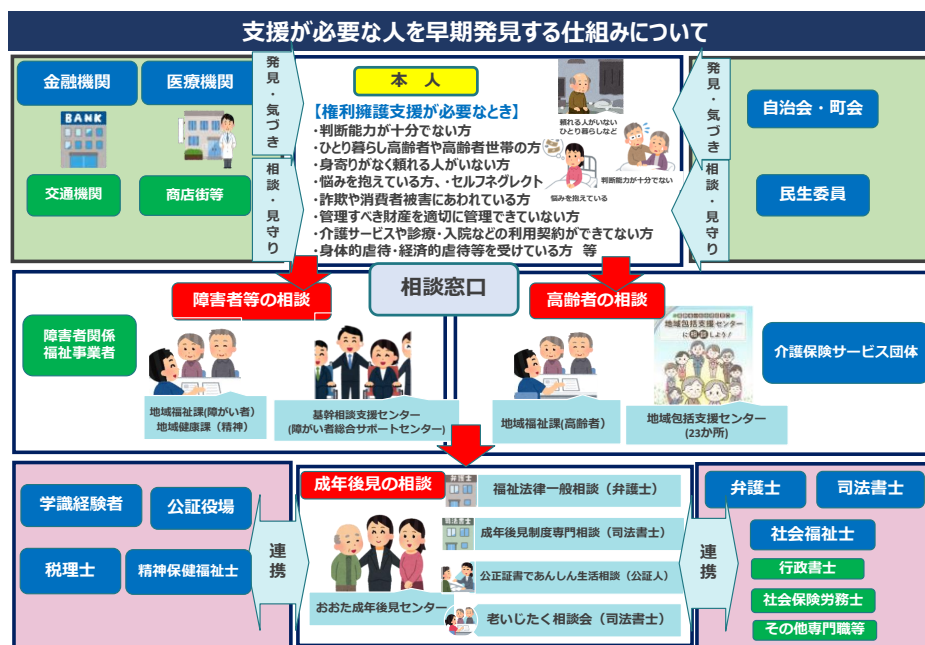 支援が必要な人を早期発見する仕組みについて
金融機関
医療機関
BANK
交通機関
商店街等
発見・気づき
相談・見守り
本人
【権利擁護支援が必要なとき】
・判断能力が十分でない方
・ひとり暮らし高齢者や高齢者世帯の方
・身寄りがなく頼れる人がいない方
・悩みを抱えている方、・セルフネグレクト
・詐欺や消費者被害にあわれている方
・管理すべき財産を適切に管理できていない方
・介護サービスや診療・入院などの利用契約ができてない方
・身体的虐待・経済的虐待等を受けている方 等
頼れる人がいない
ひとり暮らしなど
判断能力が十分でない
悩みを抱えている
発見・気づき
相談・見守り
自治会・町会
民生委員
相談窓口
障害者等の相談
障害者関係
福祉事業者
地域福祉課(障がい者)
地域健康課（精神）
基幹相談支援センター
(障がい者総合サポートセンター)
高齢者の相談
地域福祉課(高齢者)
地域包括支援センター
に相談しよう!
地域包括支援センター
(23か所)
介護保険サービス団体
学識経験者
公証役場
税理士
精神保健福祉士
連携
成年後見の相談
おおた成年後見センター
弁護士
福祉法律一般相談（弁護士）
司法書士
成年後見制度専門相談（司法書士）
公正証書であんしん生活相談（公証人）
老いじたく相談会（司法書士）
連携
弁護士
司法書士
社会福祉士
行政書士
社会保険労務士
その他専門職等